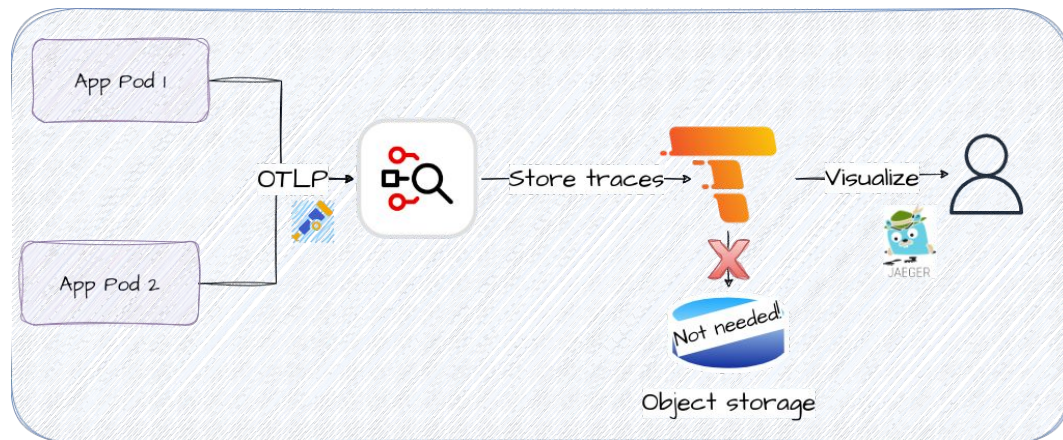 App Pod 1
OTLP
Store traces
Visualize
JAEGER
App Pod 2
Not needed!
Object storage